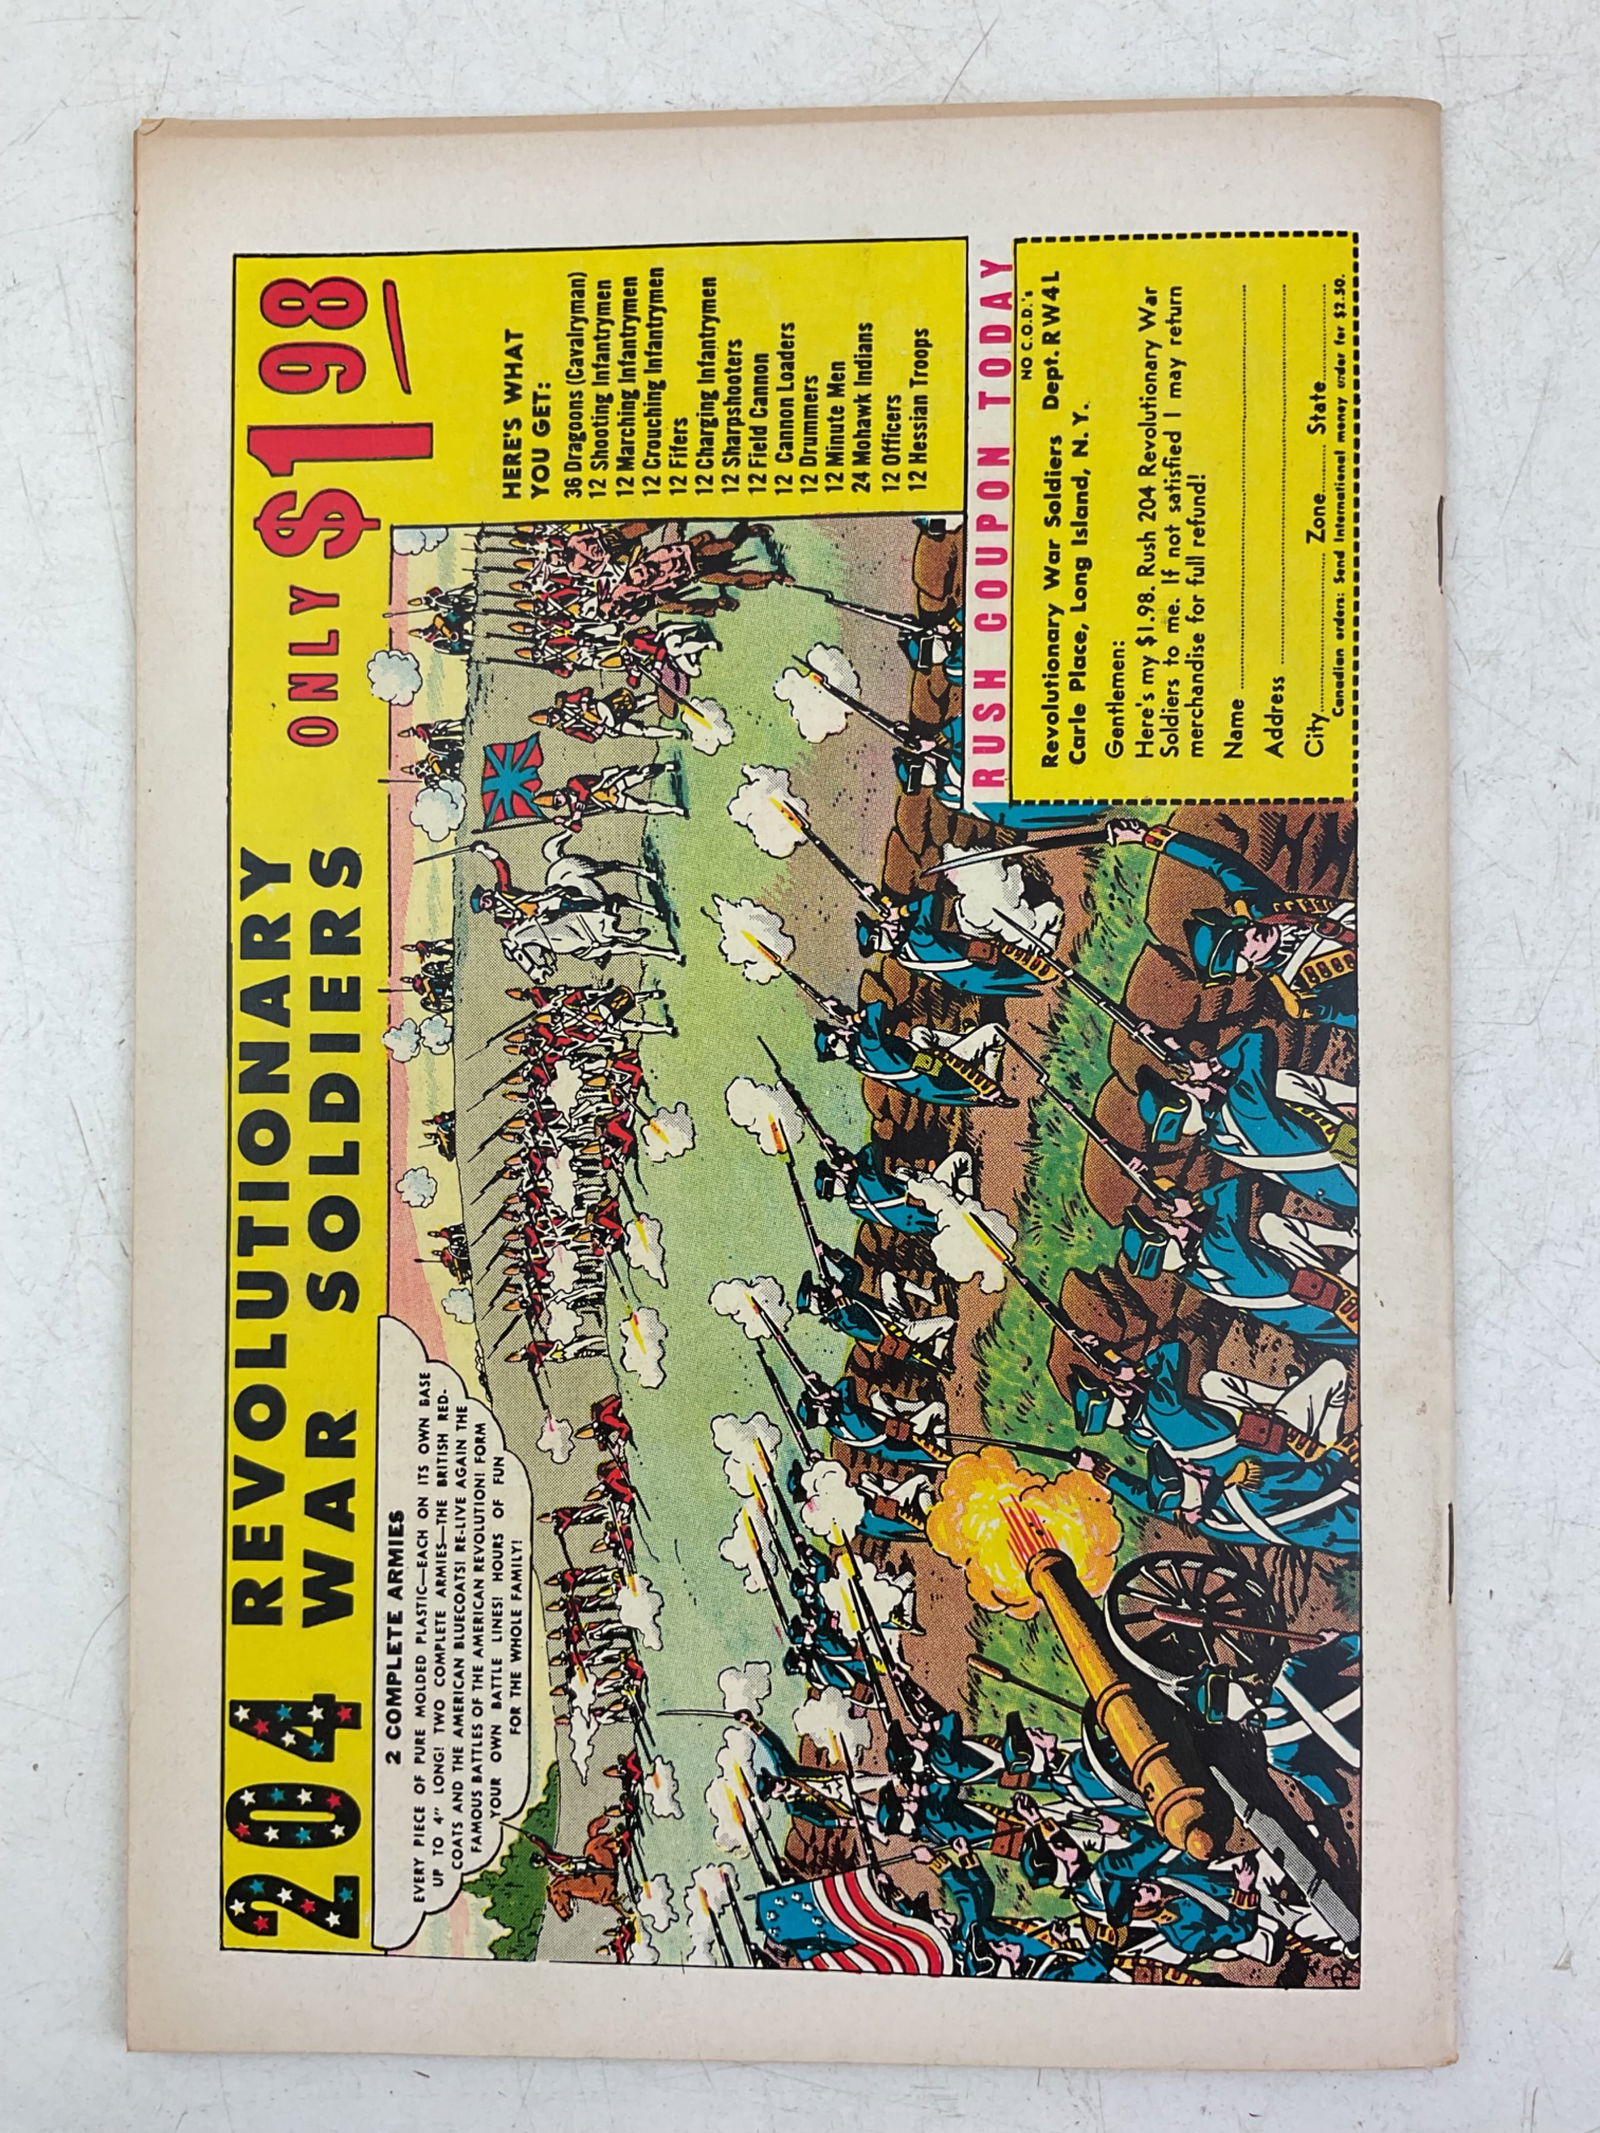 204 REVOLUTIONARY
WAR SOLDIERS ONLY $198
2 COMPLETE ARMIES
EVERY PIECE OF PURE MOLDED PLASTIC—EACH ON ITS OWN BASE
UP TO 4" LONG! TWO COMPLETE ARMIES—THE BRITISH RED-
COATS AND THE AMERICAN BLUECOATS! RE-LIVE AGAIN THE
FAMOUS BATTLES OF THE AMERICAN REVOLUTION! FORM
YOUR OWN BATTLE LINES! HOURS OF FUN
FOR THE WHOLE FAMILY!
HERE'S WHAT
YOU GET:
36 Dragoons (Cavalryman)
12 Shooting Infantrymen
12 Marching Infantrymen
12 Crouching Infantrymen
12 Fifers
12 Charging Infantrymen
12 Sharpshooters
12 Field Cannon
12 Cannon Loaders
12 Drummers
12 Minute Men
24 Mohawk Indians
12 Officers
12 Hessian Troops
RUSH COUPON TODAY
NO C.O.D.'s
Revolutionary War Soldiers Dept. RW4L
Carle Place, Long Island, N. Y.
Gentlemen:
Here's my $1.98. Rush 204 Revolutionary War
Soldiers to me. If not satisfied I may return
merchandise for full refund!
Name
Address
City Zone State
Canadian orders: Send International money order for $2.50.